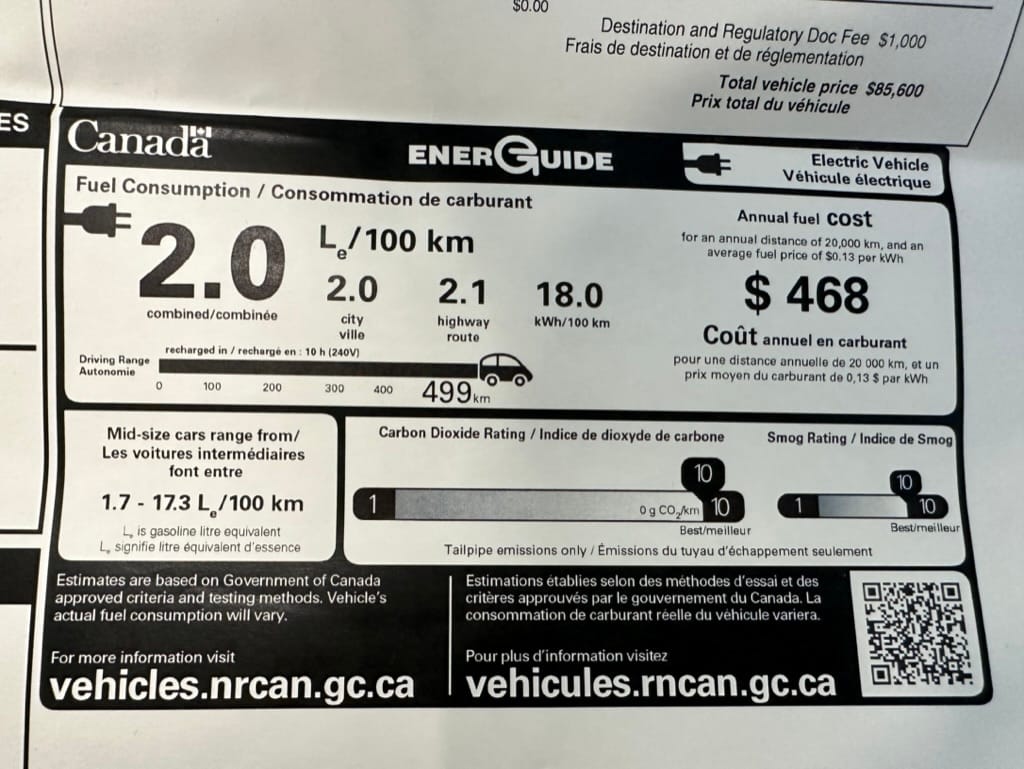 $0.00
Destination and Regulatory Doc Fee $1,000
Frais de destination et de réglementation
Total vehicle price $85,600
Prix total du véhicule
ES
Canada
ENERGUIDE
Electric Vehicle
Véhicule électrique
Fuel Consumption / Consommation de carburant
2.0
combined/combinée
Le/100 km
2.0
city
ville
2.1
highway
route
18.0
kWh/100 km
Driving Range
Autonomie
recharged in / rechargé en : 10 h (240V)
0 100 200 300 400 499 km
Annual fuel cost
for an annual distance of 20,000 km, and an
average fuel price of $0.13 per kWh
$ 468
Coût annuel en carburant
pour une distance annuelle de 20 000 km, et un
prix moyen du carburant de 0,13 $ par kWh
Mid-size cars range from/
Les voitures intermédiaires
font entre
1.7 - 17.3 Le/100 km
Le is gasoline litre equivalent
Le signifie litre équivalent d'essence
Carbon Dioxide Rating / Indice de dioxyde de carbone
10
1
0 g CO2/km
10
Best/meilleur
Smog Rating / Indice de Smog
10
1
10
Best/meilleur
Tailpipe emissions only / Émissions du tuyau d'échappement seulement
Estimates are based on Government of Canada
approved criteria and testing methods. Vehicle's
actual fuel consumption will vary.
For more information visit
vehicles.nrcan.gc.ca
Estimations établies selon des méthodes d'essai et des
critères approuvés par le gouvernement du Canada. La
consommation de carburant réelle du véhicule variera.
Pour plus d'information visitez
vehicules.rncan.gc.ca